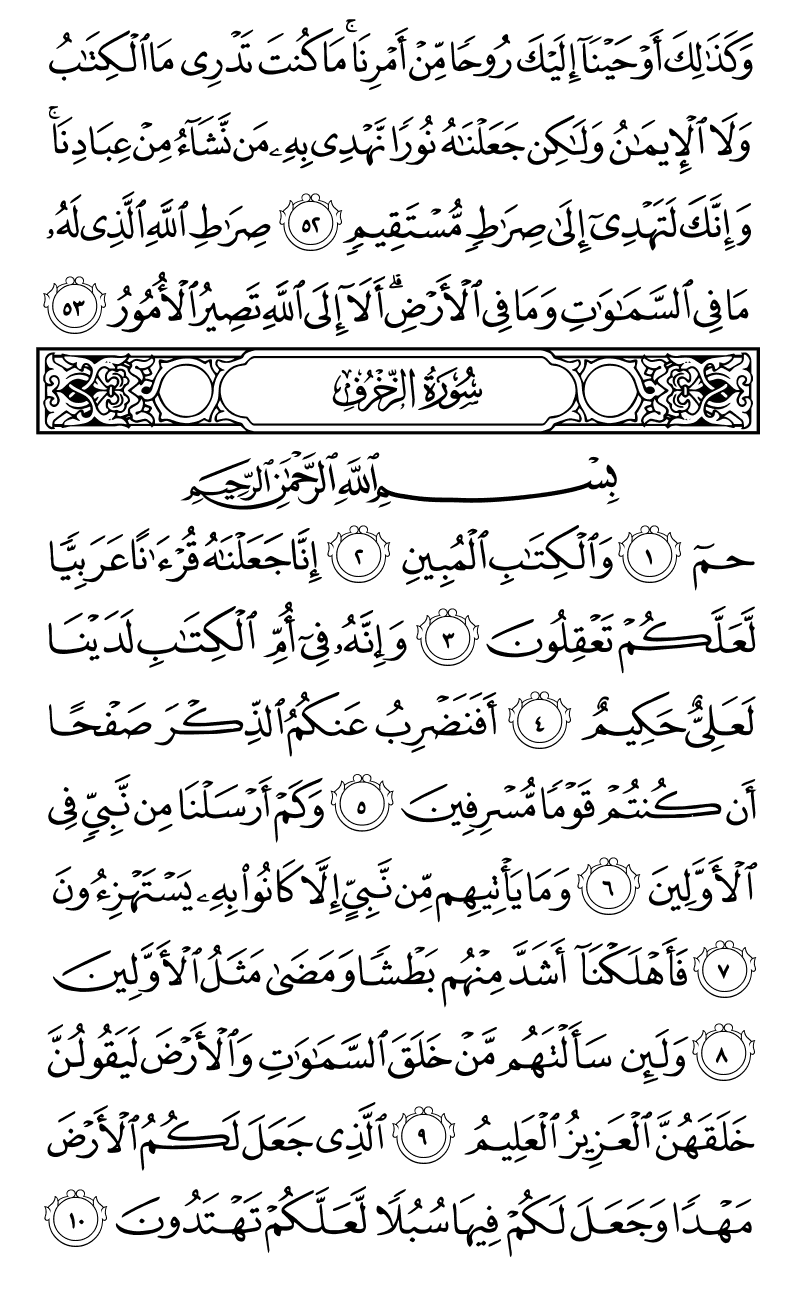 وَكَذَٰلِكَ أَوْحَيْنَآ إِلَيْكَ رُوحًا مِّنْ أَمْرِنَا ۚ مَا كُنتَ تَدْرِى مَا ٱلْكِتَٰبُ
وَلَا ٱلْإِيمَٰنُ وَلَٰكِن جَعَلْنَٰهُ نُورًا نَّهْدِى بِهِۦ مَن نَّشَآءُ مِنْ عِبَادِنَا ۚ
وَإِنَّكَ لَتَهْدِىٓ إِلَىٰ صِرَٰطٍ مُّسْتَقِيمٍ ٥٢ صِرَٰطِ ٱللَّهِ ٱلَّذِى لَهُۥ
مَا فِى ٱلسَّمَٰوَٰتِ وَمَا فِى ٱلْأَرْضِ ۗ أَلَآ إِلَى ٱللَّهِ تَصِيرُ ٱلْأُمُورُ ٥٣
سُورَةُ الزُّخْرُفِ
بِسْمِ ٱللَّهِ ٱلرَّحْمَٰنِ ٱلرَّحِيمِ
حمٓ ١ وَٱلْكِتَٰبِ ٱلْمُبِينِ ٢ إِنَّا جَعَلْنَٰهُ قُرْءَٰنًا عَرَبِيًّا
لَّعَلَّكُمْ تَعْقِلُونَ ٣ وَإِنَّهُۥ فِىٓ أُمِّ ٱلْكِتَٰبِ لَدَيْنَا
لَعَلِىٌّ حَكِيمٌ ٤ أَفَنَضْرِبُ عَنكُمُ ٱلذِّكْرَ صَفْحًا
أَن كُنتُمْ قَوْمًا مُّسْرِفِينَ ٥ وَكَمْ أَرْسَلْنَا مِن نَّبِىٍّ فِى
ٱلْأَوَّلِينَ ٦ وَمَا يَأْتِيهِم مِّن نَّبِىٍّ إِلَّا كَانُوا۟ بِهِۦ يَسْتَهْزِءُونَ
٧ فَأَهْلَكْنَآ أَشَدَّ مِنْهُم بَطْشًا وَمَضَىٰ مَثَلُ ٱلْأَوَّلِينَ
٨ وَلَئِن سَأَلْتَهُم مَّنْ خَلَقَ ٱلسَّمَٰوَٰتِ وَٱلْأَرْضَ لَيَقُولُنَّ
خَلَقَهُنَّ ٱلْعَزِيزُ ٱلْعَلِيمُ ٩ ٱلَّذِى جَعَلَ لَكُمُ ٱلْأَرْضَ
مَهْدًا وَجَعَلَ لَكُمْ فِيهَا سُبُلًا لَّعَلَّكُمْ تَهْتَدُونَ ١٠